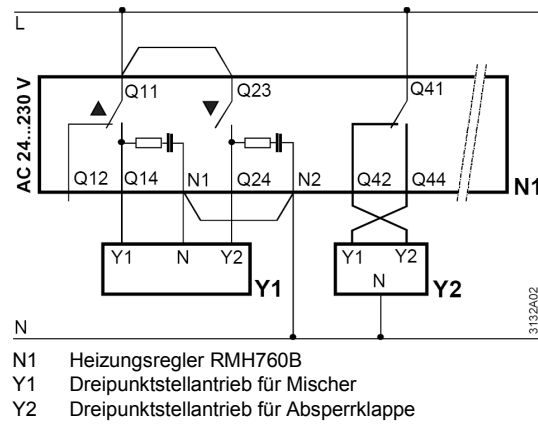 L
Q11 Q23 Q41
AC 24...230 V
Q12 Q14 N1 Q24 N2 Q42 Q44
N1
Y1 N Y2
Y1
Y1 Y2
N
Y2
N
3132A02
N1 Heizungsregler RMH760B
Y1 Dreipunktstellantrieb für Mischer
Y2 Dreipunktstellantrieb für Absperrklappe